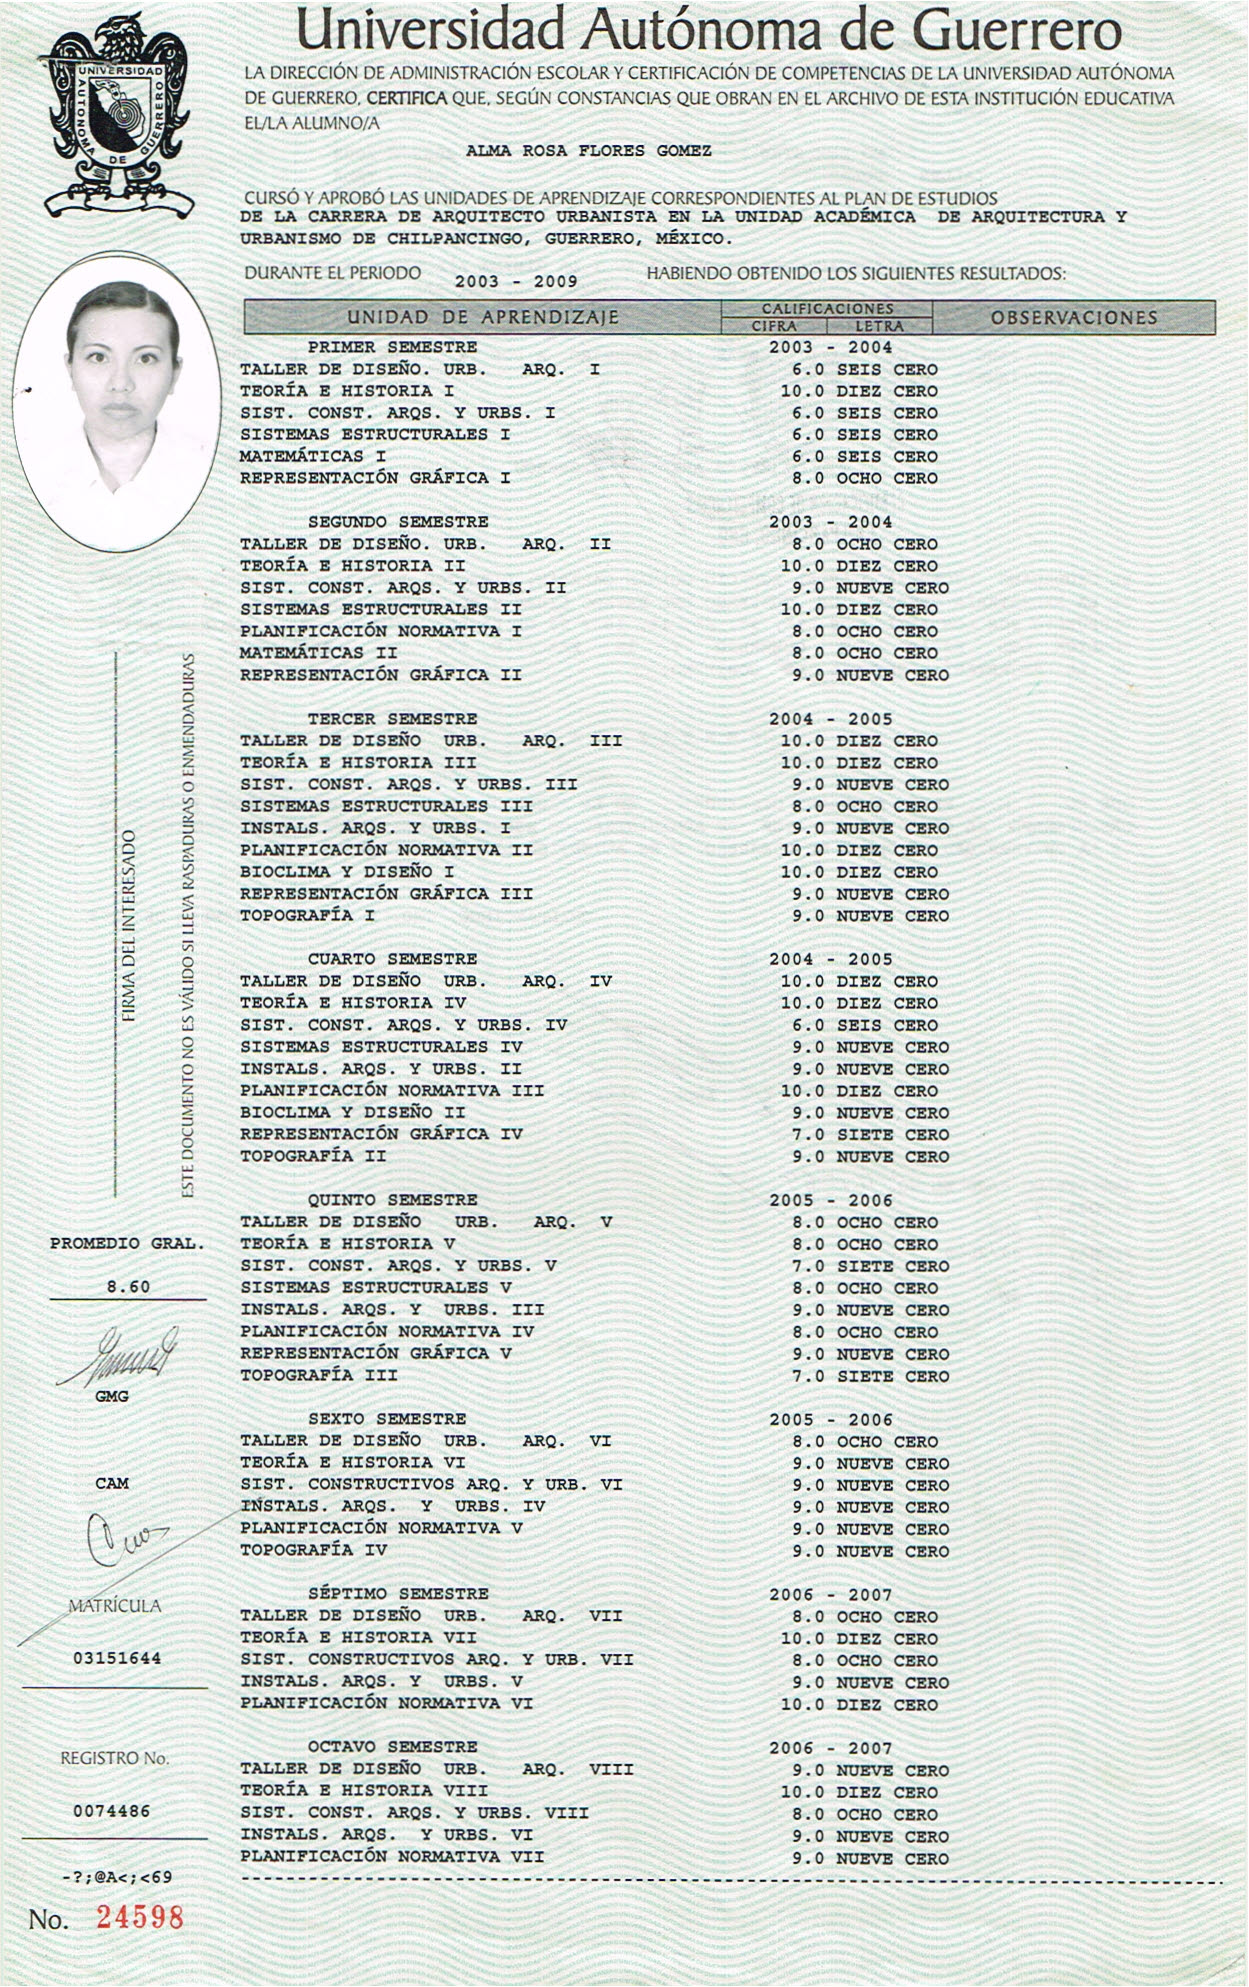 Universidad Autónoma de Guerrero
UNIVERSIDAD
AUTONOMA
DE
GUERRERO
LA DIRECCIÓN DE ADMINISTRACIÓN ESCOLAR Y CERTIFICACIÓN DE COMPETENCIAS DE LA UNIVERSIDAD AUTÓNOMA
DE GUERRERO, CERTIFICA QUE, SEGÚN CONSTANCIAS QUE OBRAN EN EL ARCHIVO DE ESTA INSTITUCIÓN EDUCATIVA
EL/LA ALUMNO/A
ALMA ROSA FLORES GOMEZ
CURSÓ Y APROBÓ LAS UNIDADES DE APRENDIZAJE CORRESPONDIENTES AL PLAN DE ESTUDIOS
DE LA CARRERA DE ARQUITECTO URBANISTA EN LA UNIDAD ACADÉMICA DE ARQUITECTURA Y
URBANISMO DE CHILPANCINGO, GUERRERO, MÉXICO.
DURANTE EL PERIODO 2003 - 2009 HABIENDO OBTENIDO LOS SIGUIENTES RESULTADOS:
UNIDAD DE APRENDIZAJE CALIFICACIONES OBSERVACIONES
CIFRA LETRA
PRIMER SEMESTRE 2003 - 2004
TALLER DE DISEÑO. URB. ARQ. I 6.0 SEIS CERO
TEORÍA E HISTORIA I 10.0 DIEZ CERO
SIST. CONST. ARQS. Y URBS. I 6.0 SEIS CERO
SISTEMAS ESTRUCTURALES I 6.0 SEIS CERO
MATEMÁTICAS I 6.0 SEIS CERO
REPRESENTACIÓN GRÁFICA I 8.0 OCHO CERO
SEGUNDO SEMESTRE 2003 - 2004
TALLER DE DISEÑO. URB. ARQ. II 8.0 OCHO CERO
TEORÍA E HISTORIA II 10.0 DIEZ CERO
SIST. CONST. ARQS. Y URBS. II 9.0 NUEVE CERO
SISTEMAS ESTRUCTURALES II 10.0 DIEZ CERO
PLANIFICACIÓN NORMATIVA I 8.0 OCHO CERO
MATEMÁTICAS II 8.0 OCHO CERO
REPRESENTACIÓN GRÁFICA II 9.0 NUEVE CERO
TERCER SEMESTRE 2004 - 2005
TALLER DE DISEÑO URB. ARQ. III 10.0 DIEZ CERO
TEORÍA E HISTORIA III 10.0 DIEZ CERO
SIST. CONST. ARQS. Y URBS. III 9.0 NUEVE CERO
SISTEMAS ESTRUCTURALES III 8.0 OCHO CERO
INSTALS. ARQS. Y URBS. I 9.0 NUEVE CERO
PLANIFICACIÓN NORMATIVA II 10.0 DIEZ CERO
BIOCLIMA Y DISEÑO I 10.0 DIEZ CERO
REPRESENTACIÓN GRÁFICA III 9.0 NUEVE CERO
TOPOGRAFÍA I 9.0 NUEVE CERO
CUARTO SEMESTRE 2004 - 2005
TALLER DE DISEÑO URB. ARQ. IV 10.0 DIEZ CERO
TEORÍA E HISTORIA IV 10.0 DIEZ CERO
SIST. CONST. ARQS. Y URBS. IV 6.0 SEIS CERO
SISTEMAS ESTRUCTURALES IV 9.0 NUEVE CERO
INSTALS. ARQS. Y URBS. II 9.0 NUEVE CERO
PLANIFICACIÓN NORMATIVA III 10.0 DIEZ CERO
BIOCLIMA Y DISEÑO II 9.0 NUEVE CERO
REPRESENTACIÓN GRÁFICA IV 7.0 SIETE CERO
TOPOGRAFÍA II 9.0 NUEVE CERO
QUINTO SEMESTRE 2005 - 2006
TALLER DE DISEÑO URB. ARQ. V 8.0 OCHO CERO
TEORÍA E HISTORIA V 8.0 OCHO CERO
SIST. CONST. ARQS. Y URBS. V 7.0 SIETE CERO
SISTEMAS ESTRUCTURALES V 8.0 OCHO CERO
INSTALS. ARQS. Y URBS. III 9.0 NUEVE CERO
PLANIFICACIÓN NORMATIVA IV 8.0 OCHO CERO
REPRESENTACIÓN GRÁFICA V 9.0 NUEVE CERO
TOPOGRAFÍA III 7.0 SIETE CERO
SEXTO SEMESTRE 2005 - 2006
TALLER DE DISEÑO URB. ARQ. VI 8.0 OCHO CERO
TEORÍA E HISTORIA VI 9.0 NUEVE CERO
SIST. CONSTRUCTIVOS ARQ. Y URB. VI 9.0 NUEVE CERO
INSTALS. ARQS. Y URBS. IV 9.0 NUEVE CERO
PLANIFICACIÓN NORMATIVA V 9.0 NUEVE CERO
TOPOGRAFÍA IV 9.0 NUEVE CERO
SÉPTIMO SEMESTRE 2006 - 2007
TALLER DE DISEÑO URB. ARQ. VII 8.0 OCHO CERO
TEORÍA E HISTORIA VII 10.0 DIEZ CERO
SIST. CONSTRUCTIVOS ARQ. Y URB. VII 8.0 OCHO CERO
INSTALS. ARQS. Y URBS. V 9.0 NUEVE CERO
PLANIFICACIÓN NORMATIVA VI 10.0 DIEZ CERO
OCTAVO SEMESTRE 2006 - 2007
TALLER DE DISEÑO URB. ARQ. VIII 9.0 NUEVE CERO
TEORÍA E HISTORIA VIII 10.0 DIEZ CERO
SIST. CONST. ARQS. Y URBS. VIII 8.0 OCHO CERO
INSTALS. ARQS. Y URBS. VI 9.0 NUEVE CERO
PLANIFICACIÓN NORMATIVA VII 9.0 NUEVE CERO
FIRMA DEL INTERESADO
ESTE DOCUMENTO NO ES VÁLIDO SI LLEVA RASPADURAS O ENMENDADURAS
PROMEDIO GRAL.
8.60
GMG
CAM
MATRÍCULA
03151644
REGISTRO No.
0074486
-?;@A<;<69
No. 24598